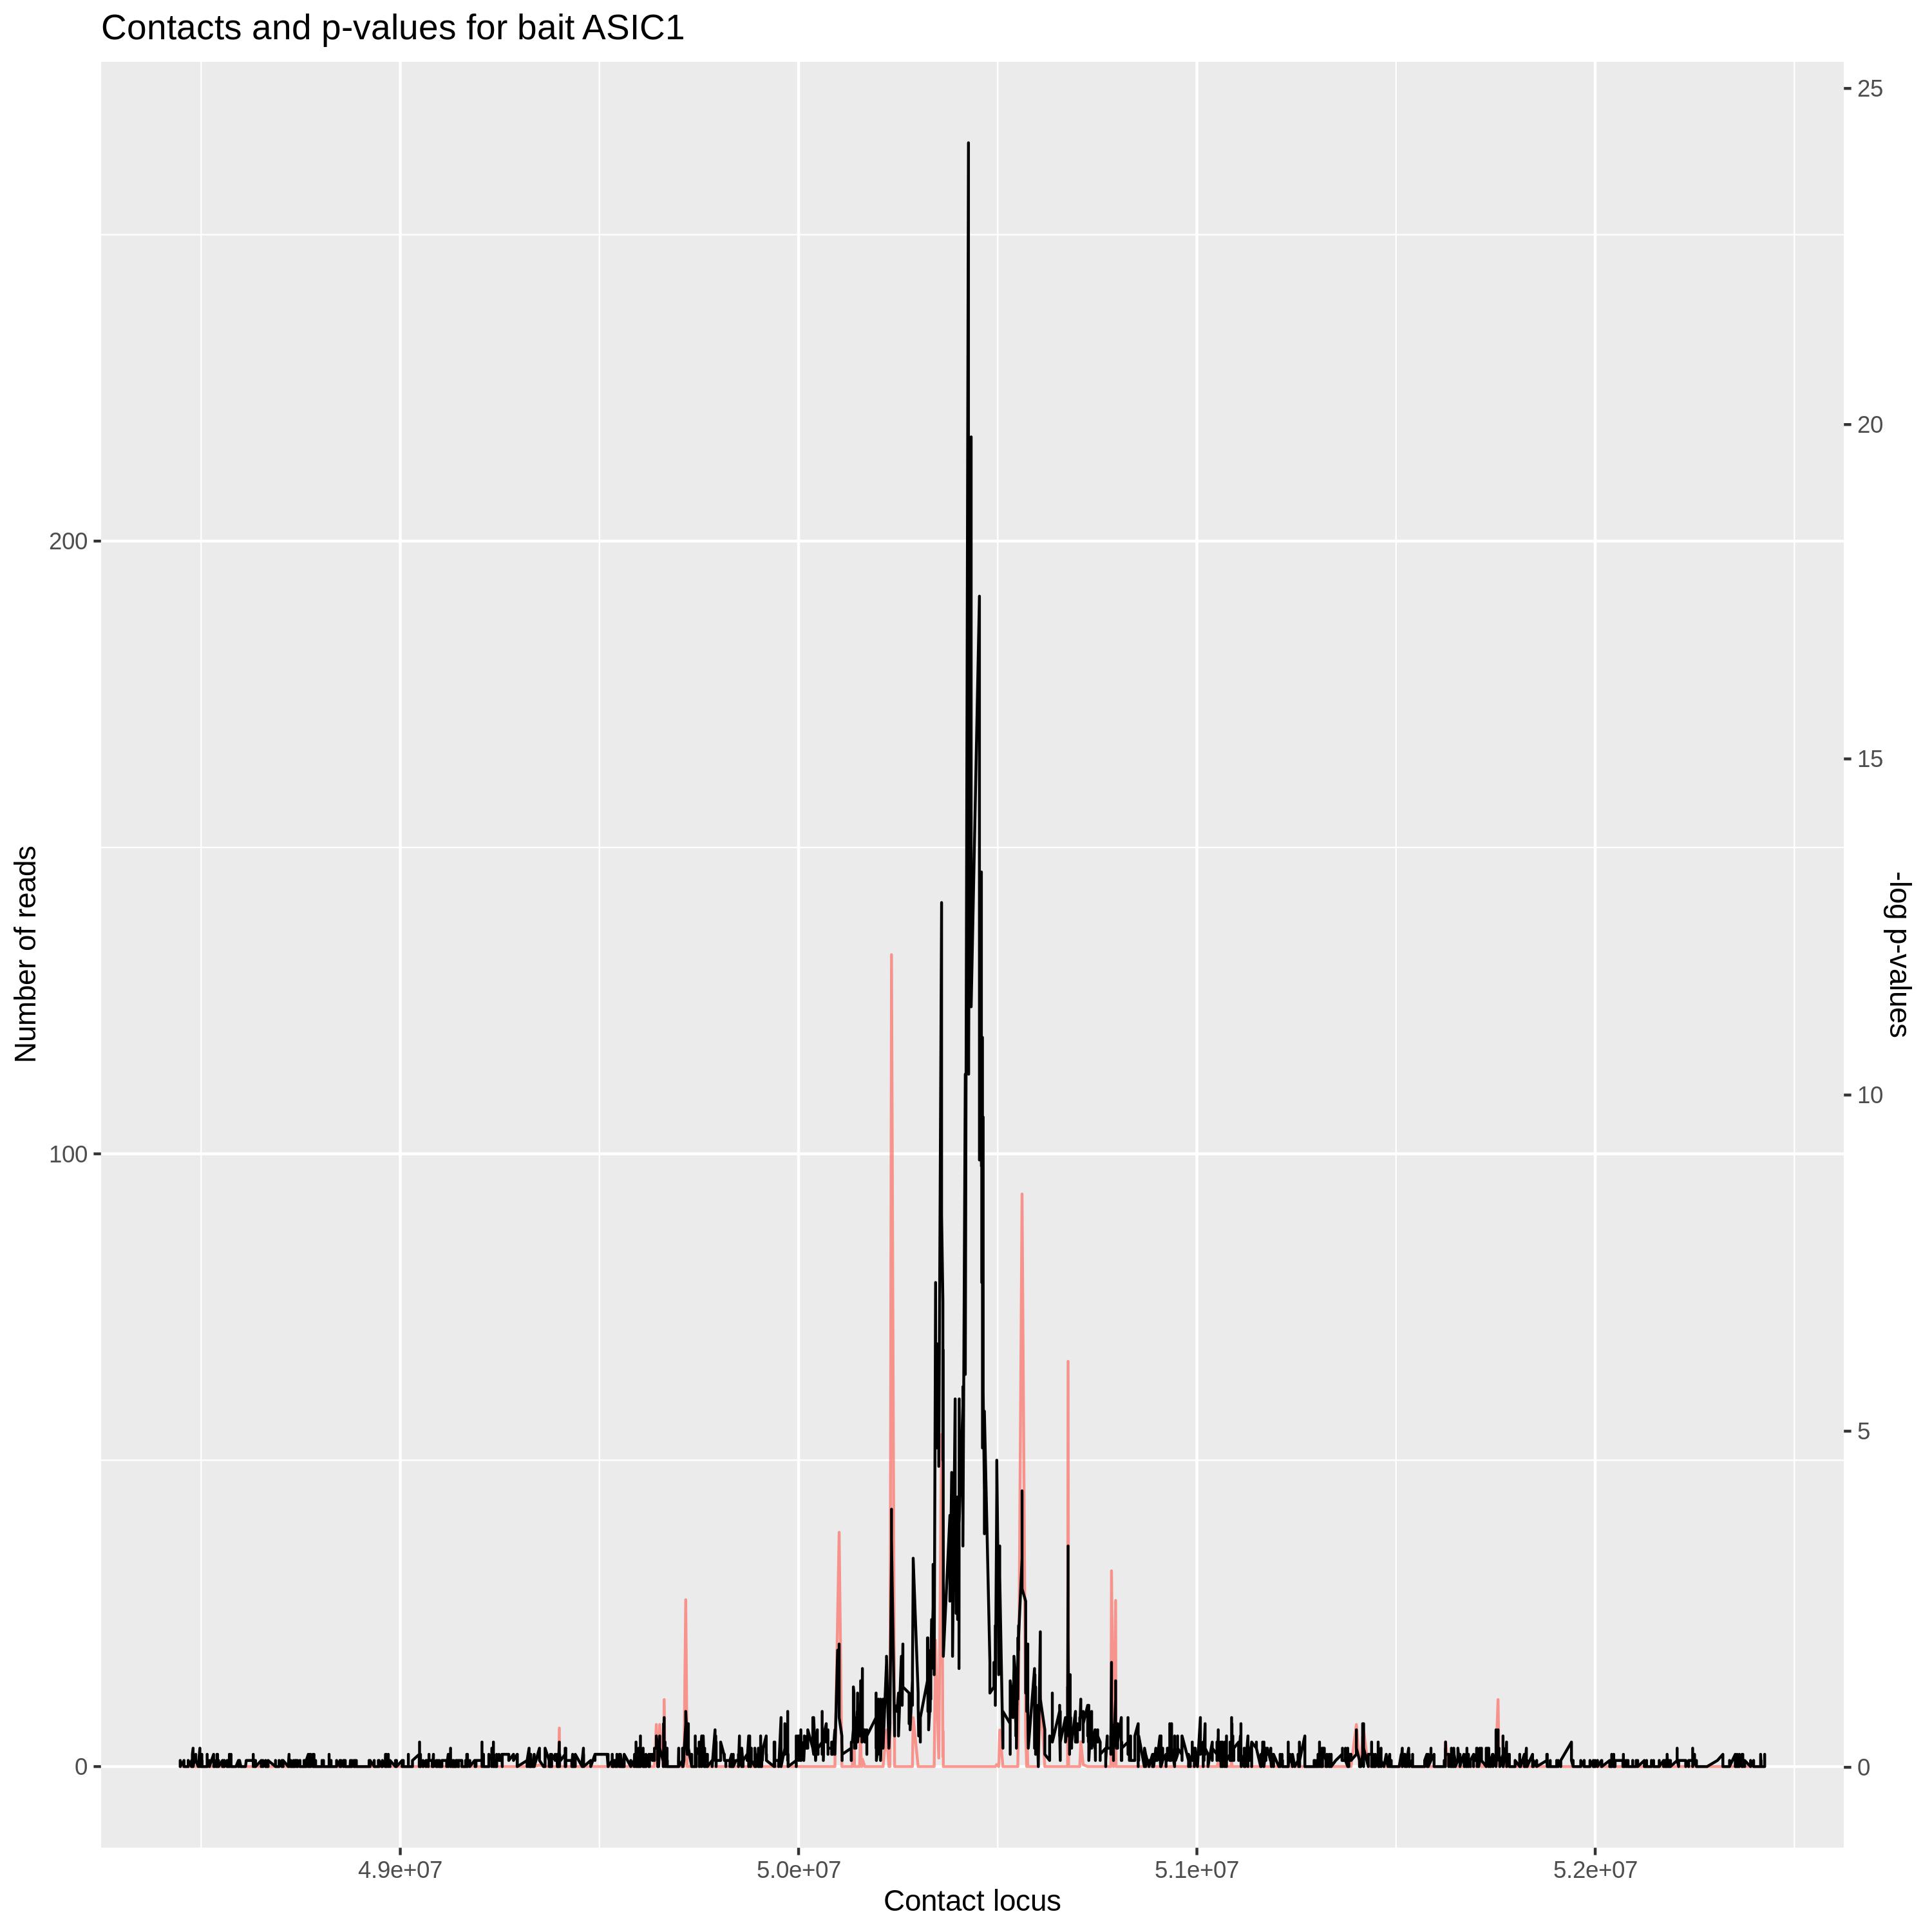 Contacts and p-values for bait ASIC1
Number of reads
200
100
0
25
20
15
10
5
0
-log p-values
4.9e+07 5.0e+07 5.1e+07 5.2e+07
Contact locus